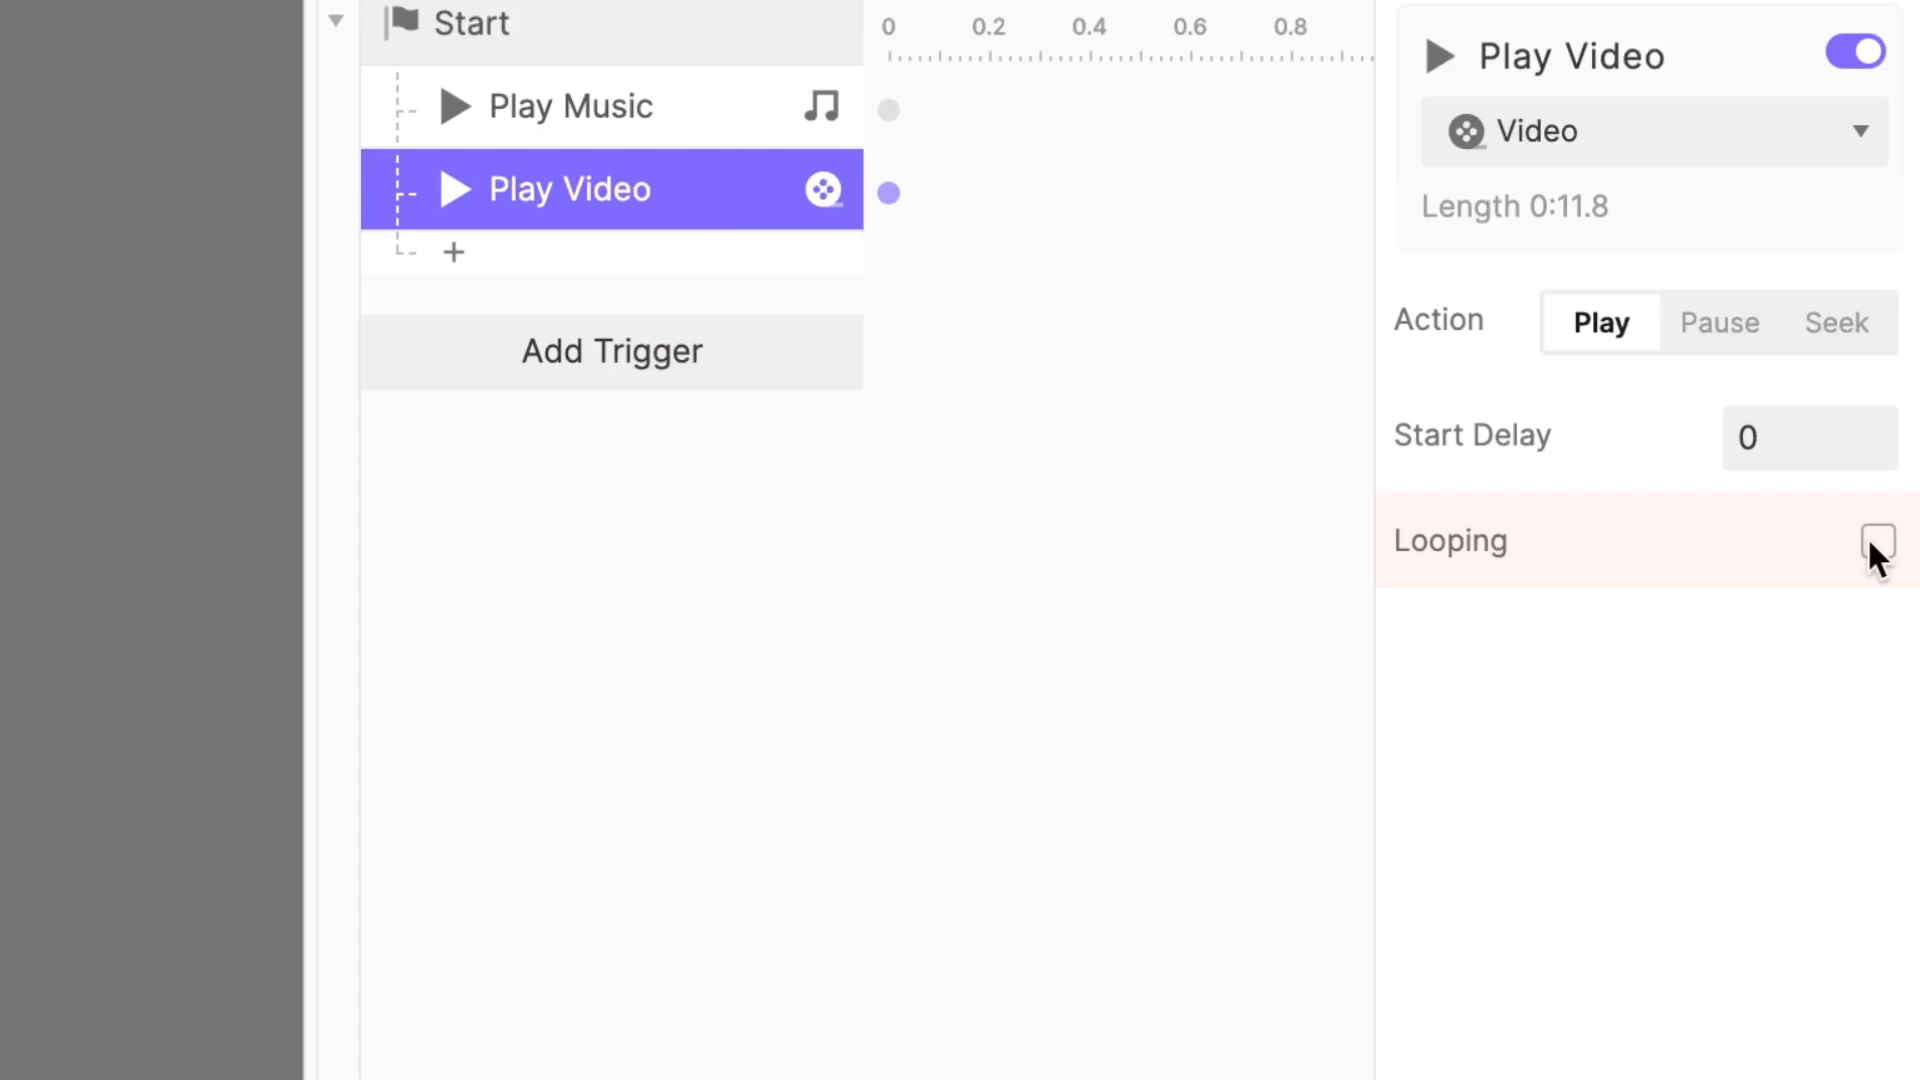 Start
0 0.2 0.4 0.6 0.8
Play Music
Play Video
+
Add Trigger
Play Video
Video
Length 0:11.8
Action Play Pause Seek
Start Delay 0
Looping